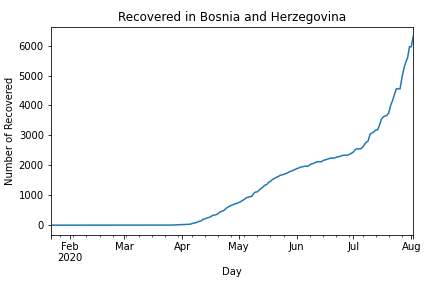 Recovered in Bosnia and Herzegovina
Number of Recovered
6000
5000
4000
3000
2000
1000
0
Feb Mar Apr May Jun Jul Aug
2020
Day